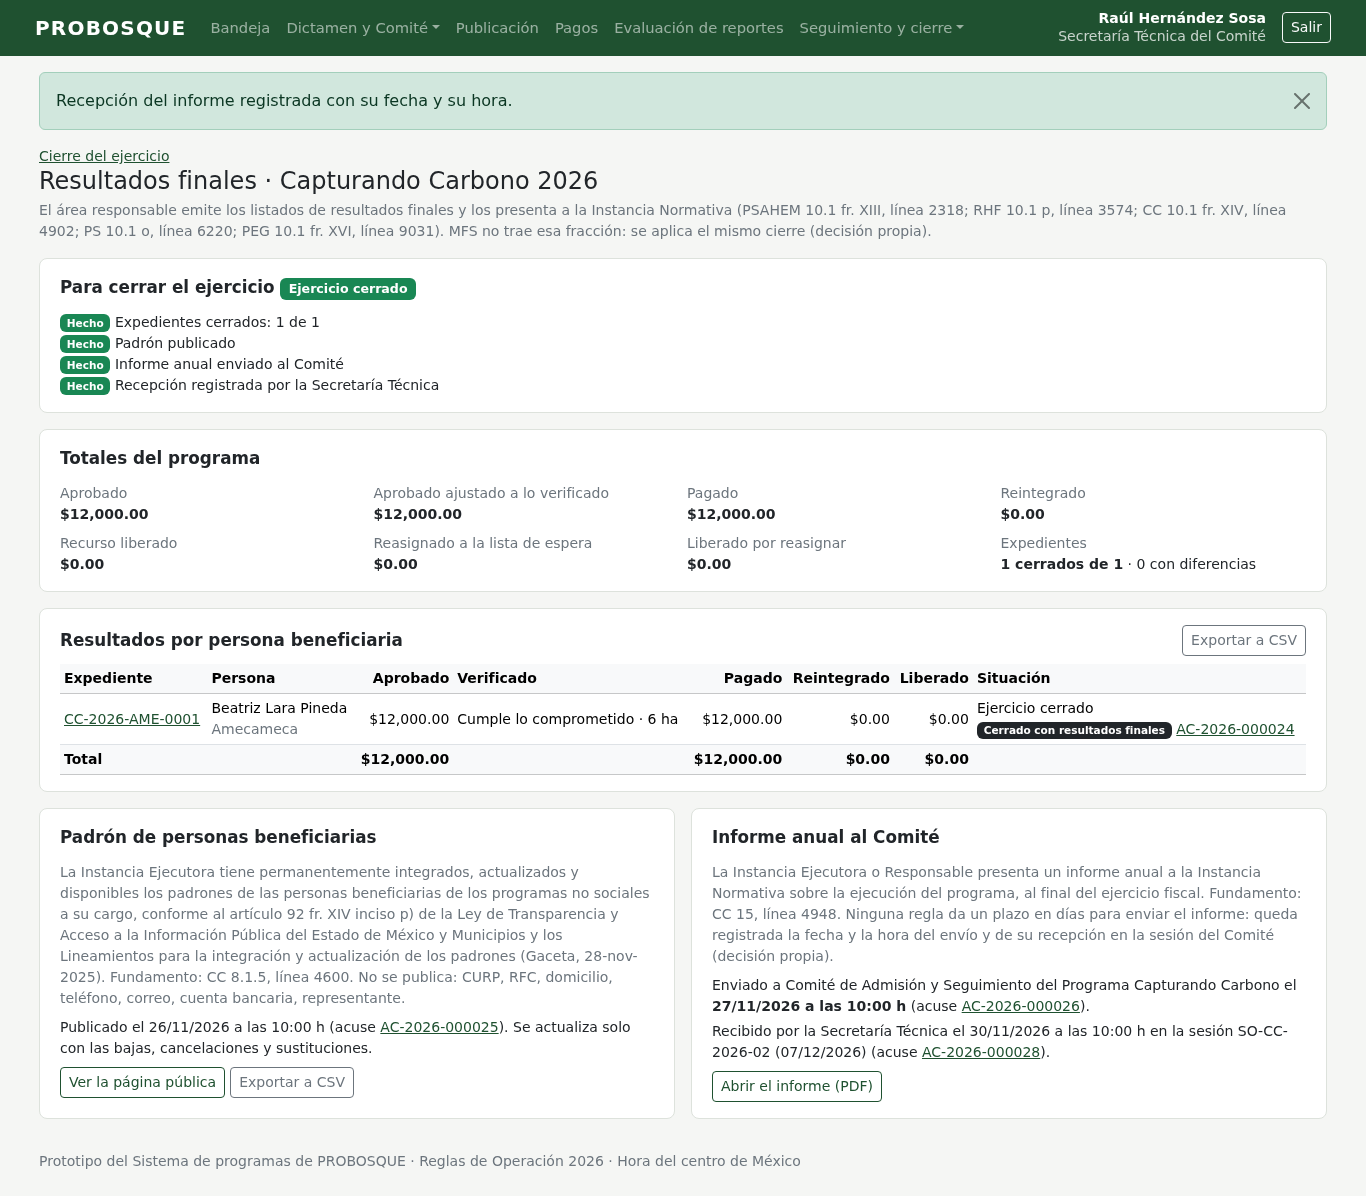 PROBOSQUE
Bandeja
Dictamen y Comité
Publicación
Pagos
Evaluación de reportes
Seguimiento y cierre
Raúl Hernández Sosa
Secretaría Técnica del Comité
Salir
Recepción del informe registrada con su fecha y su hora.
Cierre del ejercicio
Resultados finales · Capturando Carbono 2026
El área responsable emite los listados de resultados finales y los presenta a la Instancia Normativa (PSAHEM 10.1 fr. XIII, línea 2318; RHF 10.1 p, línea 3574; CC 10.1 fr. XIV, línea
4902; PS 10.1 o, línea 6220; PEG 10.1 fr. XVI, línea 9031). MFS no trae esa fracción: se aplica el mismo cierre (decisión propia).
Para cerrar el ejercicio Ejercicio cerrado
Hecho Expedientes cerrados: 1 de 1
Hecho Padrón publicado
Hecho Informe anual enviado al Comité
Hecho Recepción registrada por la Secretaría Técnica
Totales del programa
Aprobado
$12,000.00
Aprobado ajustado a lo verificado
$12,000.00
Pagado
$12,000.00
Reintegrado
$0.00
Recurso liberado
$0.00
Reasignado a la lista de espera
$0.00
Liberado por reasignar
$0.00
Expedientes
1 cerrados de 1 · 0 con diferencias
Resultados por persona beneficiaria
Exportar a CSV
Expediente Persona Aprobado Verificado Pagado Reintegrado Liberado Situación
CC-2026-AME-0001
Beatriz Lara Pineda
Amecameca
$12,000.00
Cumple lo comprometido · 6 ha
$12,000.00
$0.00
$0.00
Ejercicio cerrado
Cerrado con resultados finales AC-2026-000024
Total $12,000.00 $12,000.00 $0.00 $0.00
Padrón de personas beneficiarias
La Instancia Ejecutora tiene permanentemente integrados, actualizados y
disponibles los padrones de las personas beneficiarias de los programas no sociales
a su cargo, conforme al artículo 92 fr. XIV inciso p) de la Ley de Transparencia y
Acceso a la Información Pública del Estado de México y Municipios y los
Lineamientos para la integración y actualización de los padrones (Gaceta, 28-nov-
2025). Fundamento: CC 8.1.5, línea 4600. No se publica: CURP, RFC, domicilio,
teléfono, correo, cuenta bancaria, representante.
Publicado el 26/11/2026 a las 10:00 h (acuse AC-2026-000025). Se actualiza solo
con las bajas, cancelaciones y sustituciones.
Ver la página pública
Exportar a CSV
Informe anual al Comité
La Instancia Ejecutora o Responsable presenta un informe anual a la Instancia
Normativa sobre la ejecución del programa, al final del ejercicio fiscal. Fundamento:
CC 15, línea 4948. Ninguna regla da un plazo en días para enviar el informe: queda
registrada la fecha y la hora del envío y de su recepción en la sesión del Comité
(decisión propia).
Enviado a Comité de Admisión y Seguimiento del Programa Capturando Carbono el
27/11/2026 a las 10:00 h (acuse AC-2026-000026).
Recibido por la Secretaría Técnica el 30/11/2026 a las 10:00 h en la sesión SO-CC-
2026-02 (07/12/2026) (acuse AC-2026-000028).
Abrir el informe (PDF)
Prototipo del Sistema de programas de PROBOSQUE · Reglas de Operación 2026 · Hora del centro de México